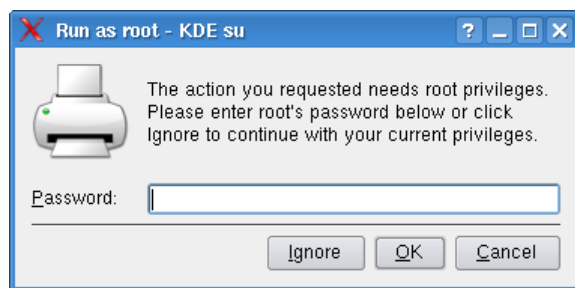 Run as root - KDE su
The action you requested needs root privileges.
Please enter root's password below or click
Ignore to continue with your current privileges.
Password:
Ignore OK Cancel